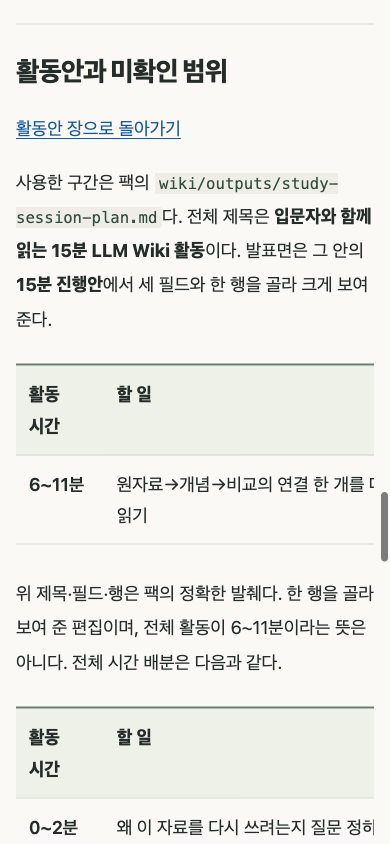 활동안과 미확인 범위
활동안 장으로 돌아가기
사용한 구간은 팩의 wiki/outputs/study-
session-plan.md다. 전체 제목은 입문자와 함께
읽는 15분 LLM Wiki 활동이다. 발표면은 그 안의
15분 진행안에서 세 필드와 한 행을 골라 크게 보여
준다.
활동 할 일
시간
6~11분 원자료→개념→비교의 연결 한 개를
읽기
위 제목·필드·행은 팩의 정확한 발췌다. 한 행을 골라
보여 준 편집이며, 전체 활동이 6~11분이라는 뜻은
아니다. 전체 시간 배분은 다음과 같다.
활동 할 일
시간
0~2분 왜 이 자료를 다시 쓰려는지 질문 정하